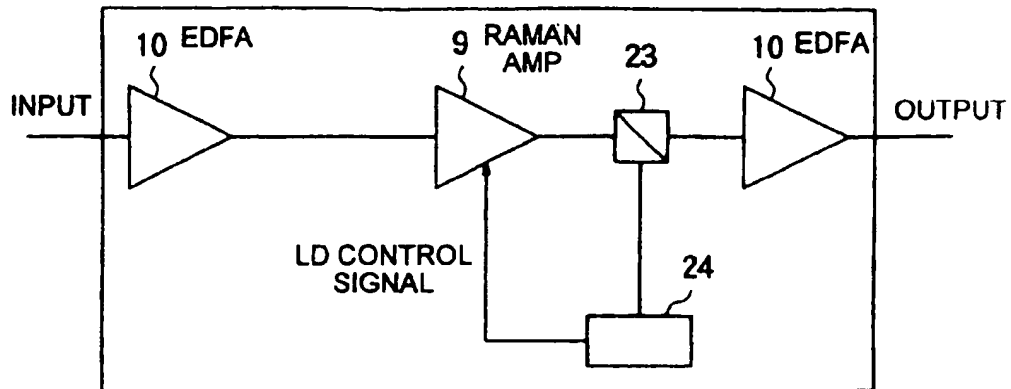 10 EDFA
9 RAMAN
AMP
23
10 EDFA
INPUT
OUTPUT
LD CONTROL
SIGNAL
24